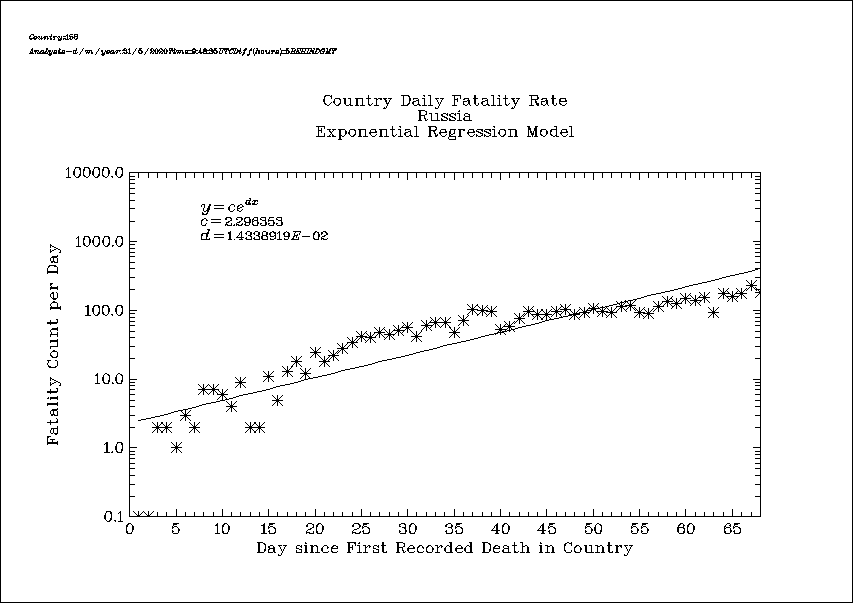 Country:158
Analysis-d/m/year:31/5/2020Time:9:48:35UTCDiff(hours):5BEHINDGMT
Country Daily Fatality Rate
Russia
Exponential Regression Model
y=ce^dx
c=2.296353
d=1.4338919E-02
Fatality Count per Day
10000.0
1000.0
100.0
10.0
1.0
0.1
0 5 10 15 20 25 30 35 40 45 50 55 60 65
Day since First Recorded Death in Country